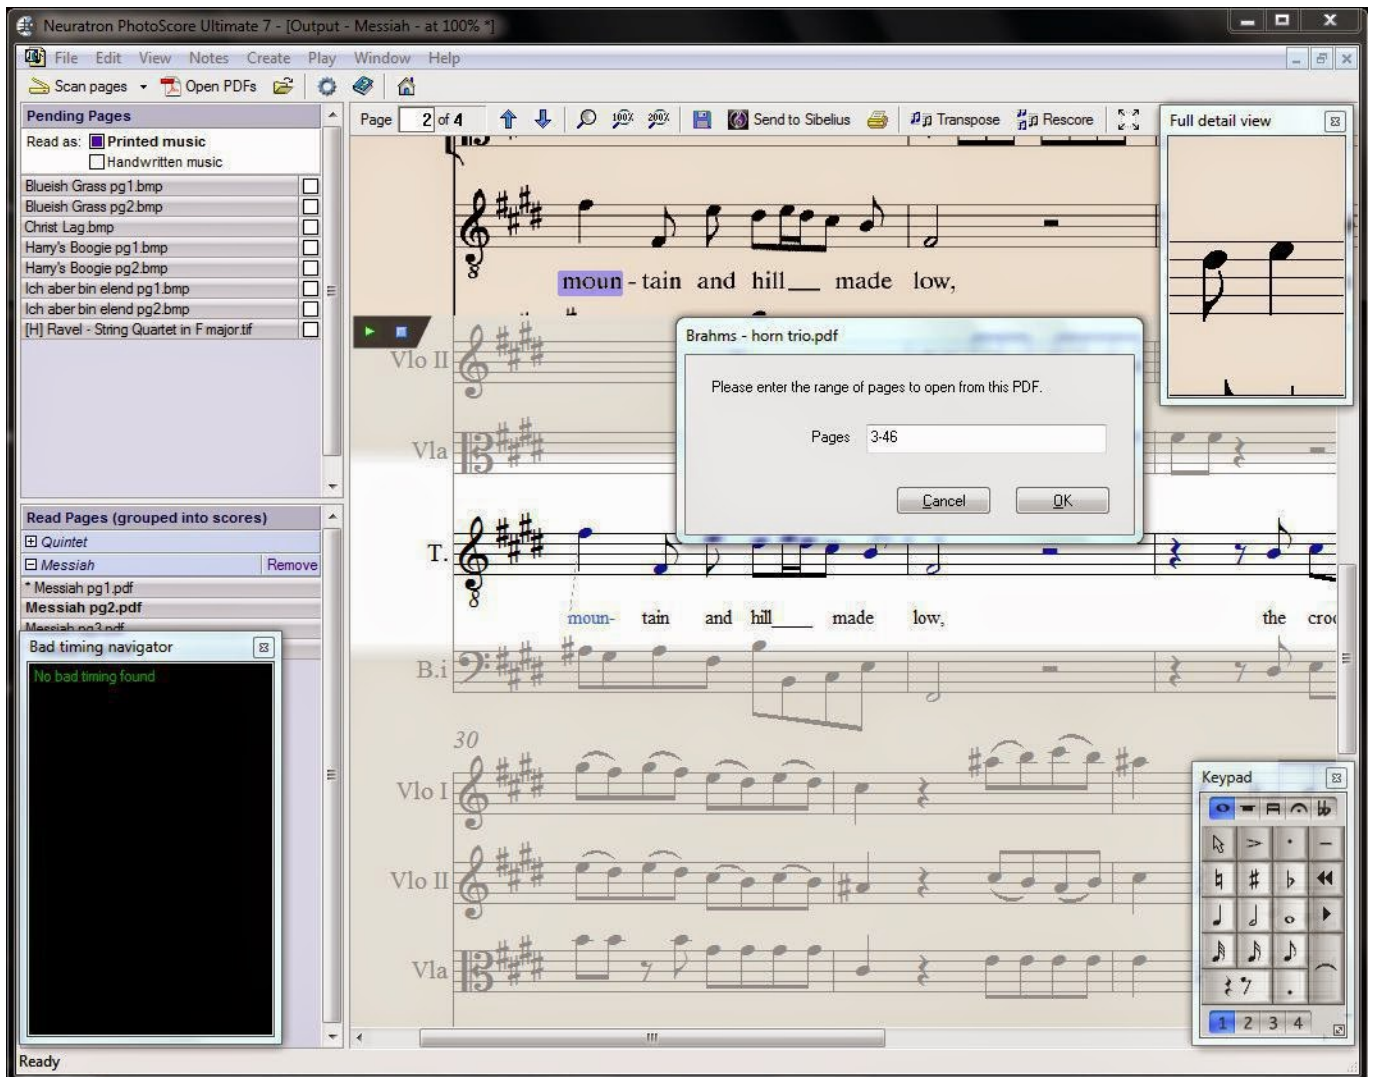 Neuratron PhotoScore Ultimate 7 - [Output - Messiah - at 100% *]
File Edit View Notes Create Play Window Help
Scan pages Open PDFs
Pending Pages
Read as: Printed music
Handwritten music
Blueish Grass pg1.bmp
Blueish Grass pg2.bmp
Christ Lag.bmp
Harry's Boogie pg1.bmp
Harry's Boogie pg2.bmp
Ich aber bin elend pg1.bmp
Ich aber bin elend pg2.bmp
[H] Ravel - String Quartet in F major.tif
Read Pages (grouped into scores)
Quintet
Messiah Remove
* Messiah pg1.pdf
Messiah pg2.pdf
Messiah pg3.pdf
Bad timing navigator
No bad timing found
Page 2 of 4 100% 200% Send to Sibelius Transpose Rescore
Full detail view
8
moun - tain and hill__ made low,
Vlo II
Brahms - horn trio.pdf
Please enter the range of pages to open from this PDF.
Pages 3-46
Cancel OK
Vla
T.
8
moun- tain and hill____ made low, the
B.i
30
Vlo I
Vlo II
Vla
Keypad
1 2 3 4
Ready